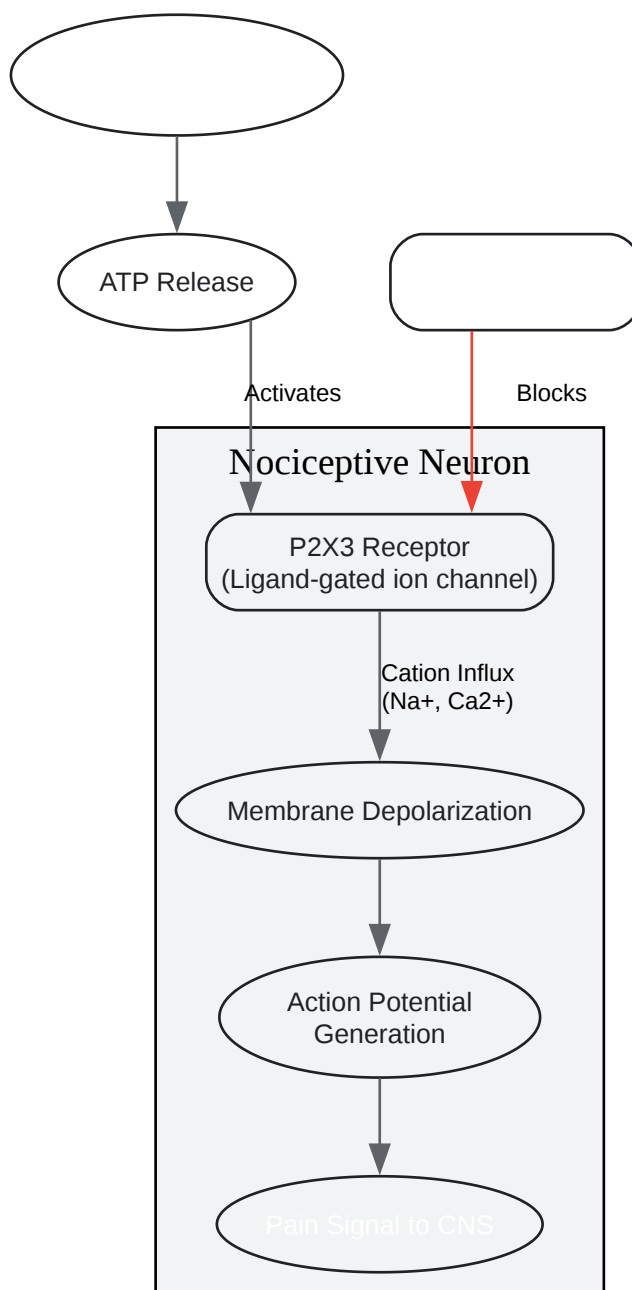 ATP Release
Activates
Blocks
Nociceptive Neuron
P2X3 Receptor
(Ligand-gated ion channel)
Cation Influx
(Na+, Ca2+)
Membrane Depolarization
Action Potential
Generation
Pain Signal to CNS